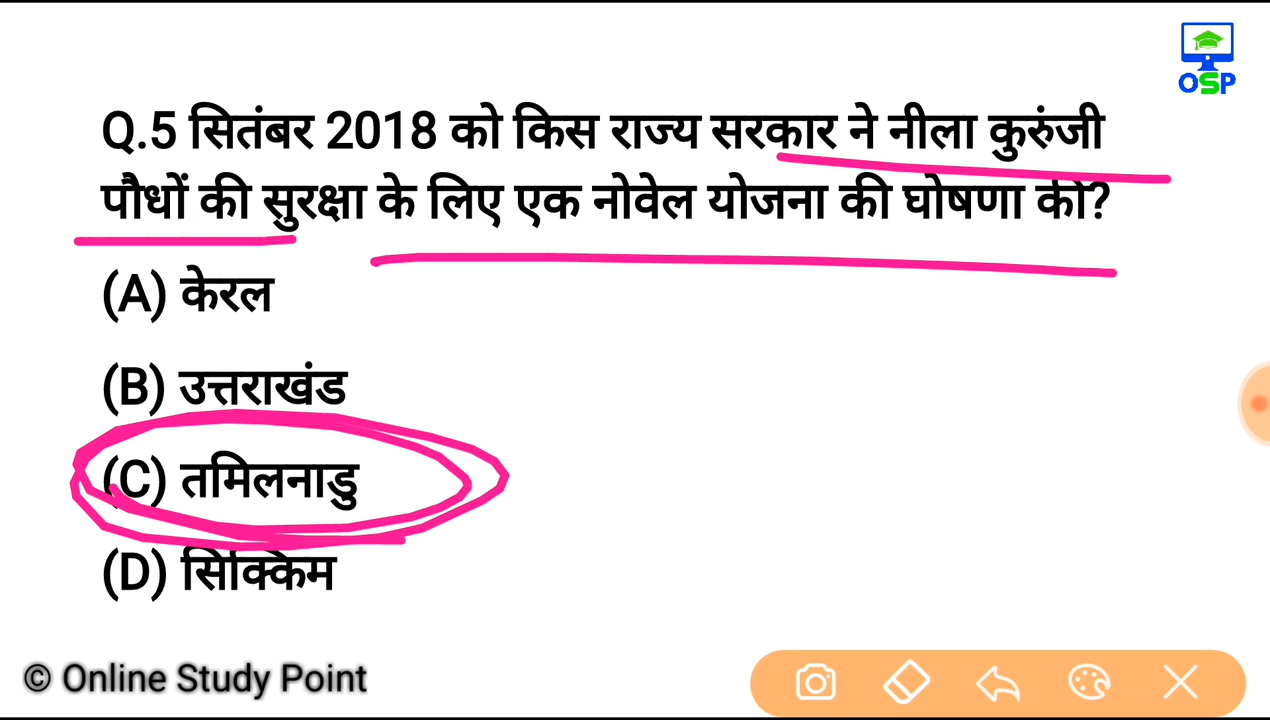 OSP
Q.5 सितंबर 2018 को किस राज्य सरकार ने नीला कुरुंजी
पौधों की सुरक्षा के लिए एक नोवेल योजना की घोषणा की?
(A) केरल
(B) उत्तराखंड
(C) तमिलनाडु
(D) सिक्किम
© Online Study Point